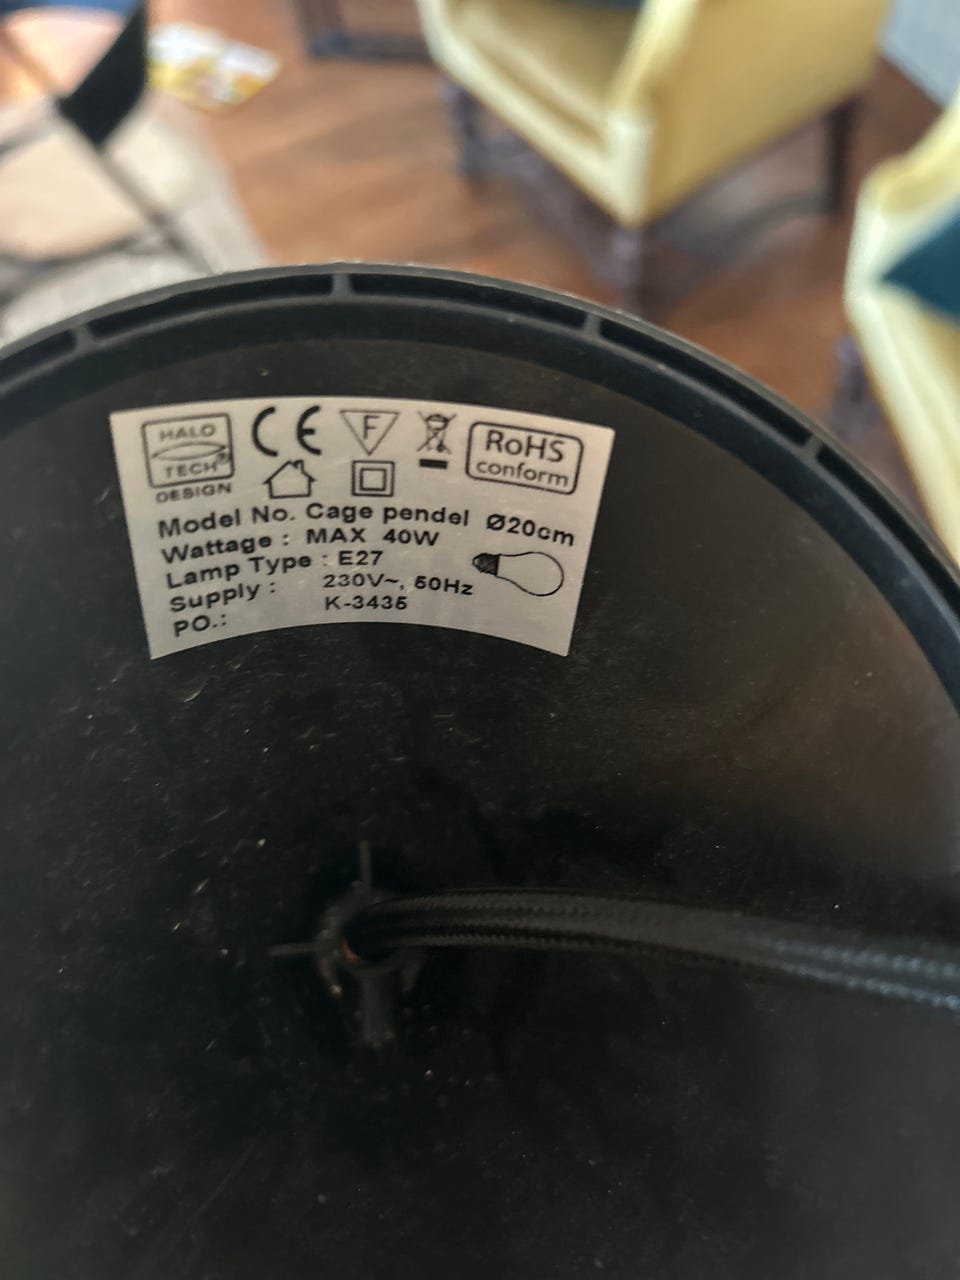 HALO
TECH®
DESIGN
CE
F
RoHS
conform
Model No. Cage pendel Ø20cm
Wattage : MAX 40W
Lamp Type : E27
Supply : 230V~, 50Hz
PO.: K-3435